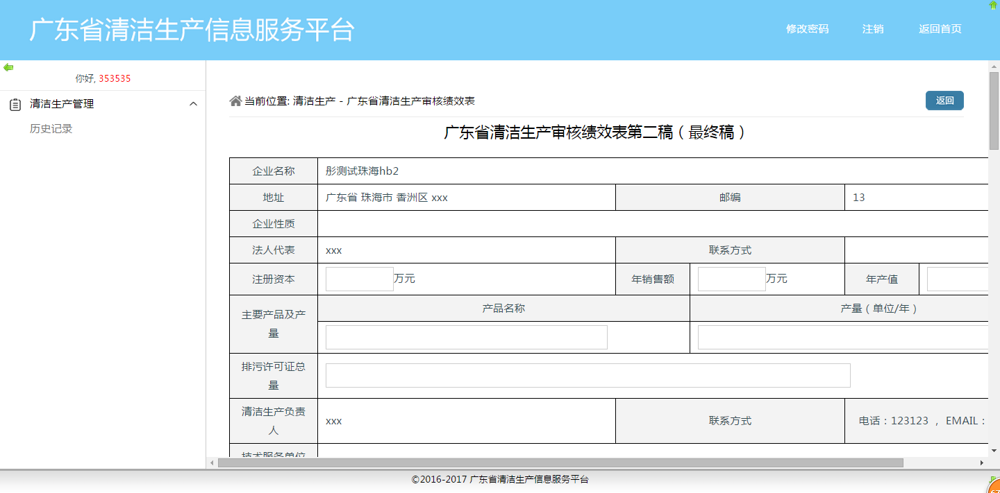 广东省清洁生产信息服务平台
修改密码 注销 返回首页
你好, 353535
清洁生产管理
历史记录
当前位置: 清洁生产 - 广东省清洁生产审核绩效表
返回
广东省清洁生产审核绩效表第二稿（最终稿）
企业名称 彤测试珠海hb2
地址 广东省 珠海市 香洲区 xxx 邮编 13
企业性质
法人代表 xxx 联系方式
注册资本 万元 年销售额 万元 年产值
主要产品及产
量
产品名称 产量（单位/年）
排污许可证总
量
清洁生产负责
人
xxx 联系方式 电话：123123 ， EMAIL：
技术服务单位
©2016-2017 广东省清洁生产信息服务平台